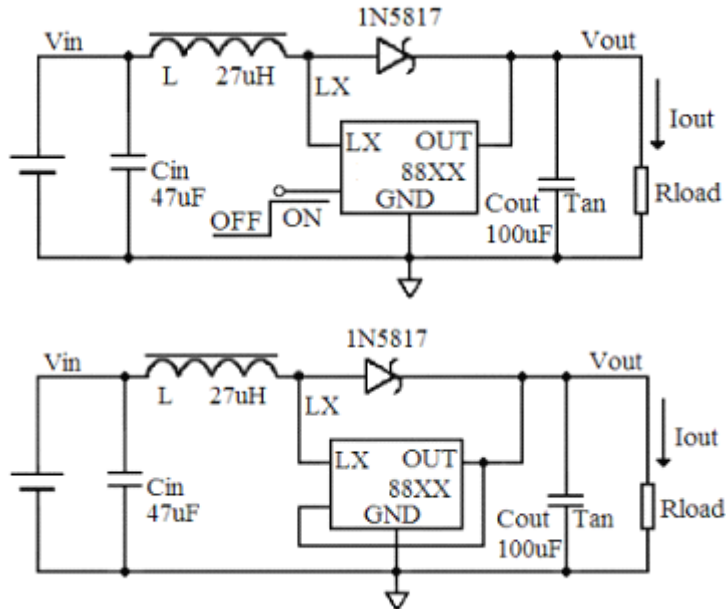 1N5817
Vin Vout
L 27uH LX
Iout
LX OUT
88XX
Cin GND Rload
47uF Cout Tan
OFF ON 100uF
1N5817
Vin Vout
L 27uH LX
Iout
LX OUT
88XX
Cin GND Rload
47uF Cout Tan
100uF